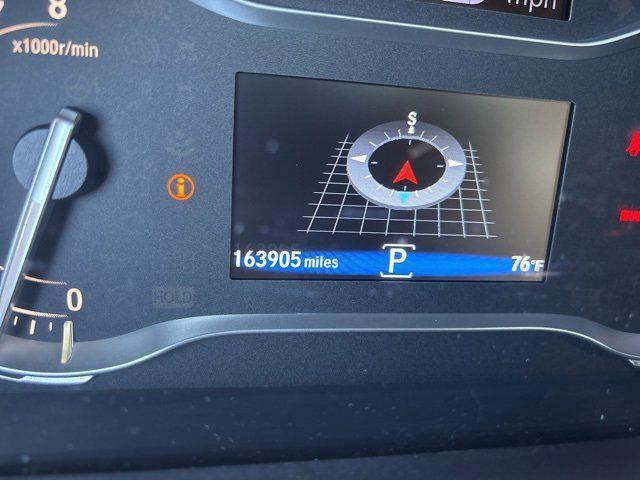 mph
8
x1000r/min
S
163905 miles P 76°F
0
HOLD